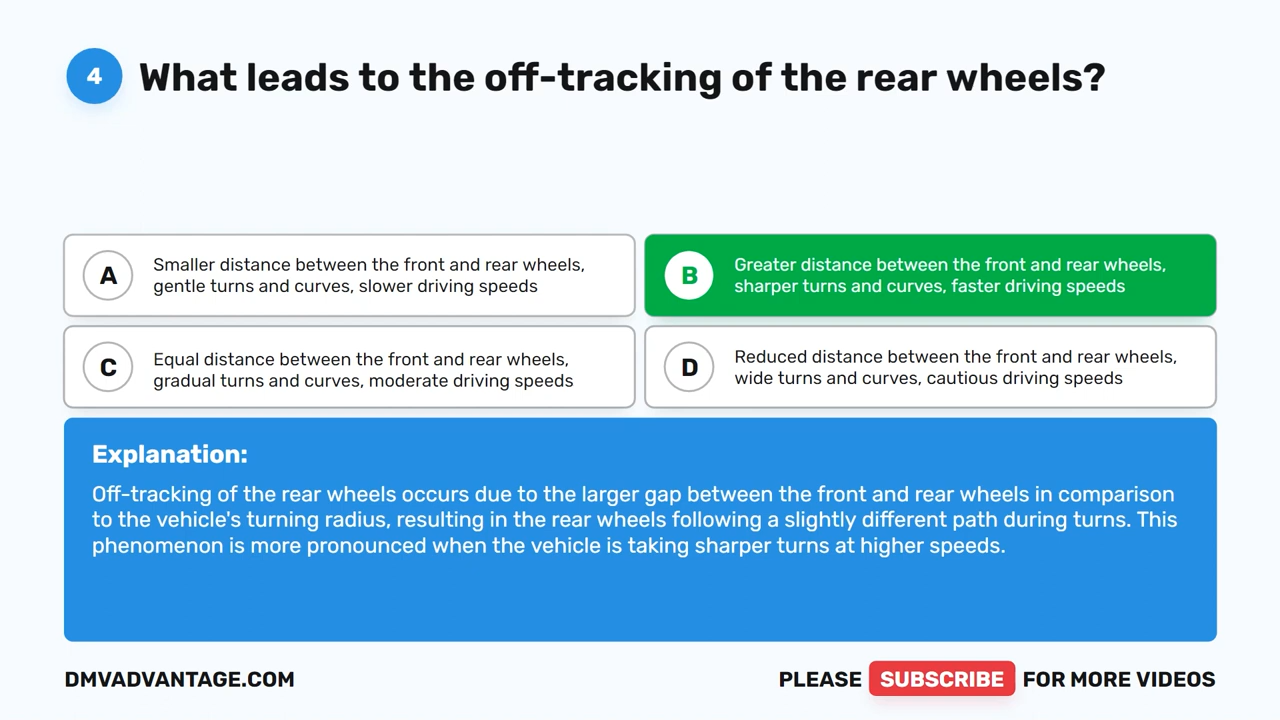 4 What leads to the off-tracking of the rear wheels?
A Smaller distance between the front and rear wheels,
gentle turns and curves, slower driving speeds
B Greater distance between the front and rear wheels,
sharper turns and curves, faster driving speeds
C Equal distance between the front and rear wheels,
gradual turns and curves, moderate driving speeds
D Reduced distance between the front and rear wheels,
wide turns and curves, cautious driving speeds
Explanation:
Off-tracking of the rear wheels occurs due to the larger gap between the front and rear wheels in comparison
to the vehicle's turning radius, resulting in the rear wheels following a slightly different path during turns. This
phenomenon is more pronounced when the vehicle is taking sharper turns at higher speeds.
DMVADVANTAGE.COM
PLEASE SUBSCRIBE FOR MORE VIDEOS